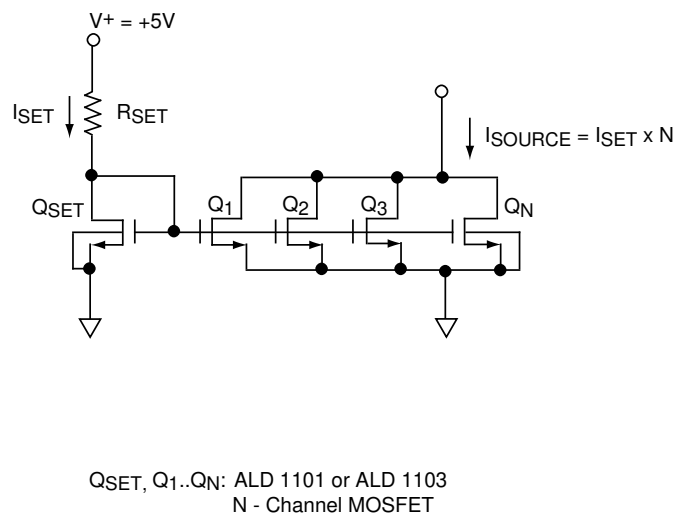 V+ = +5V
ISET
RSET
ISOURCE = ISET x N
QSET
Q1
Q2
Q3
QN
QSET, Q1..QN: ALD 1101 or ALD 1103
N - Channel MOSFET